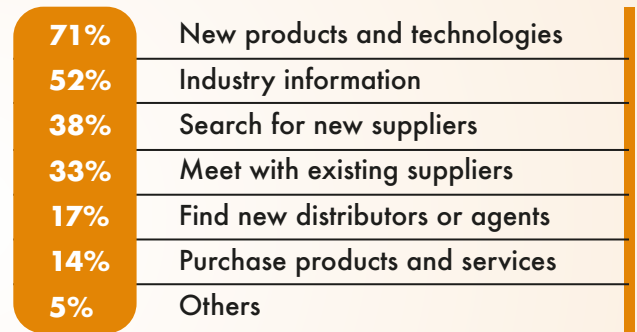 71% New products and technologies
52% Industry information
38% Search for new suppliers
33% Meet with existing suppliers
17% Find new distributors or agents
14% Purchase products and services
5% Others